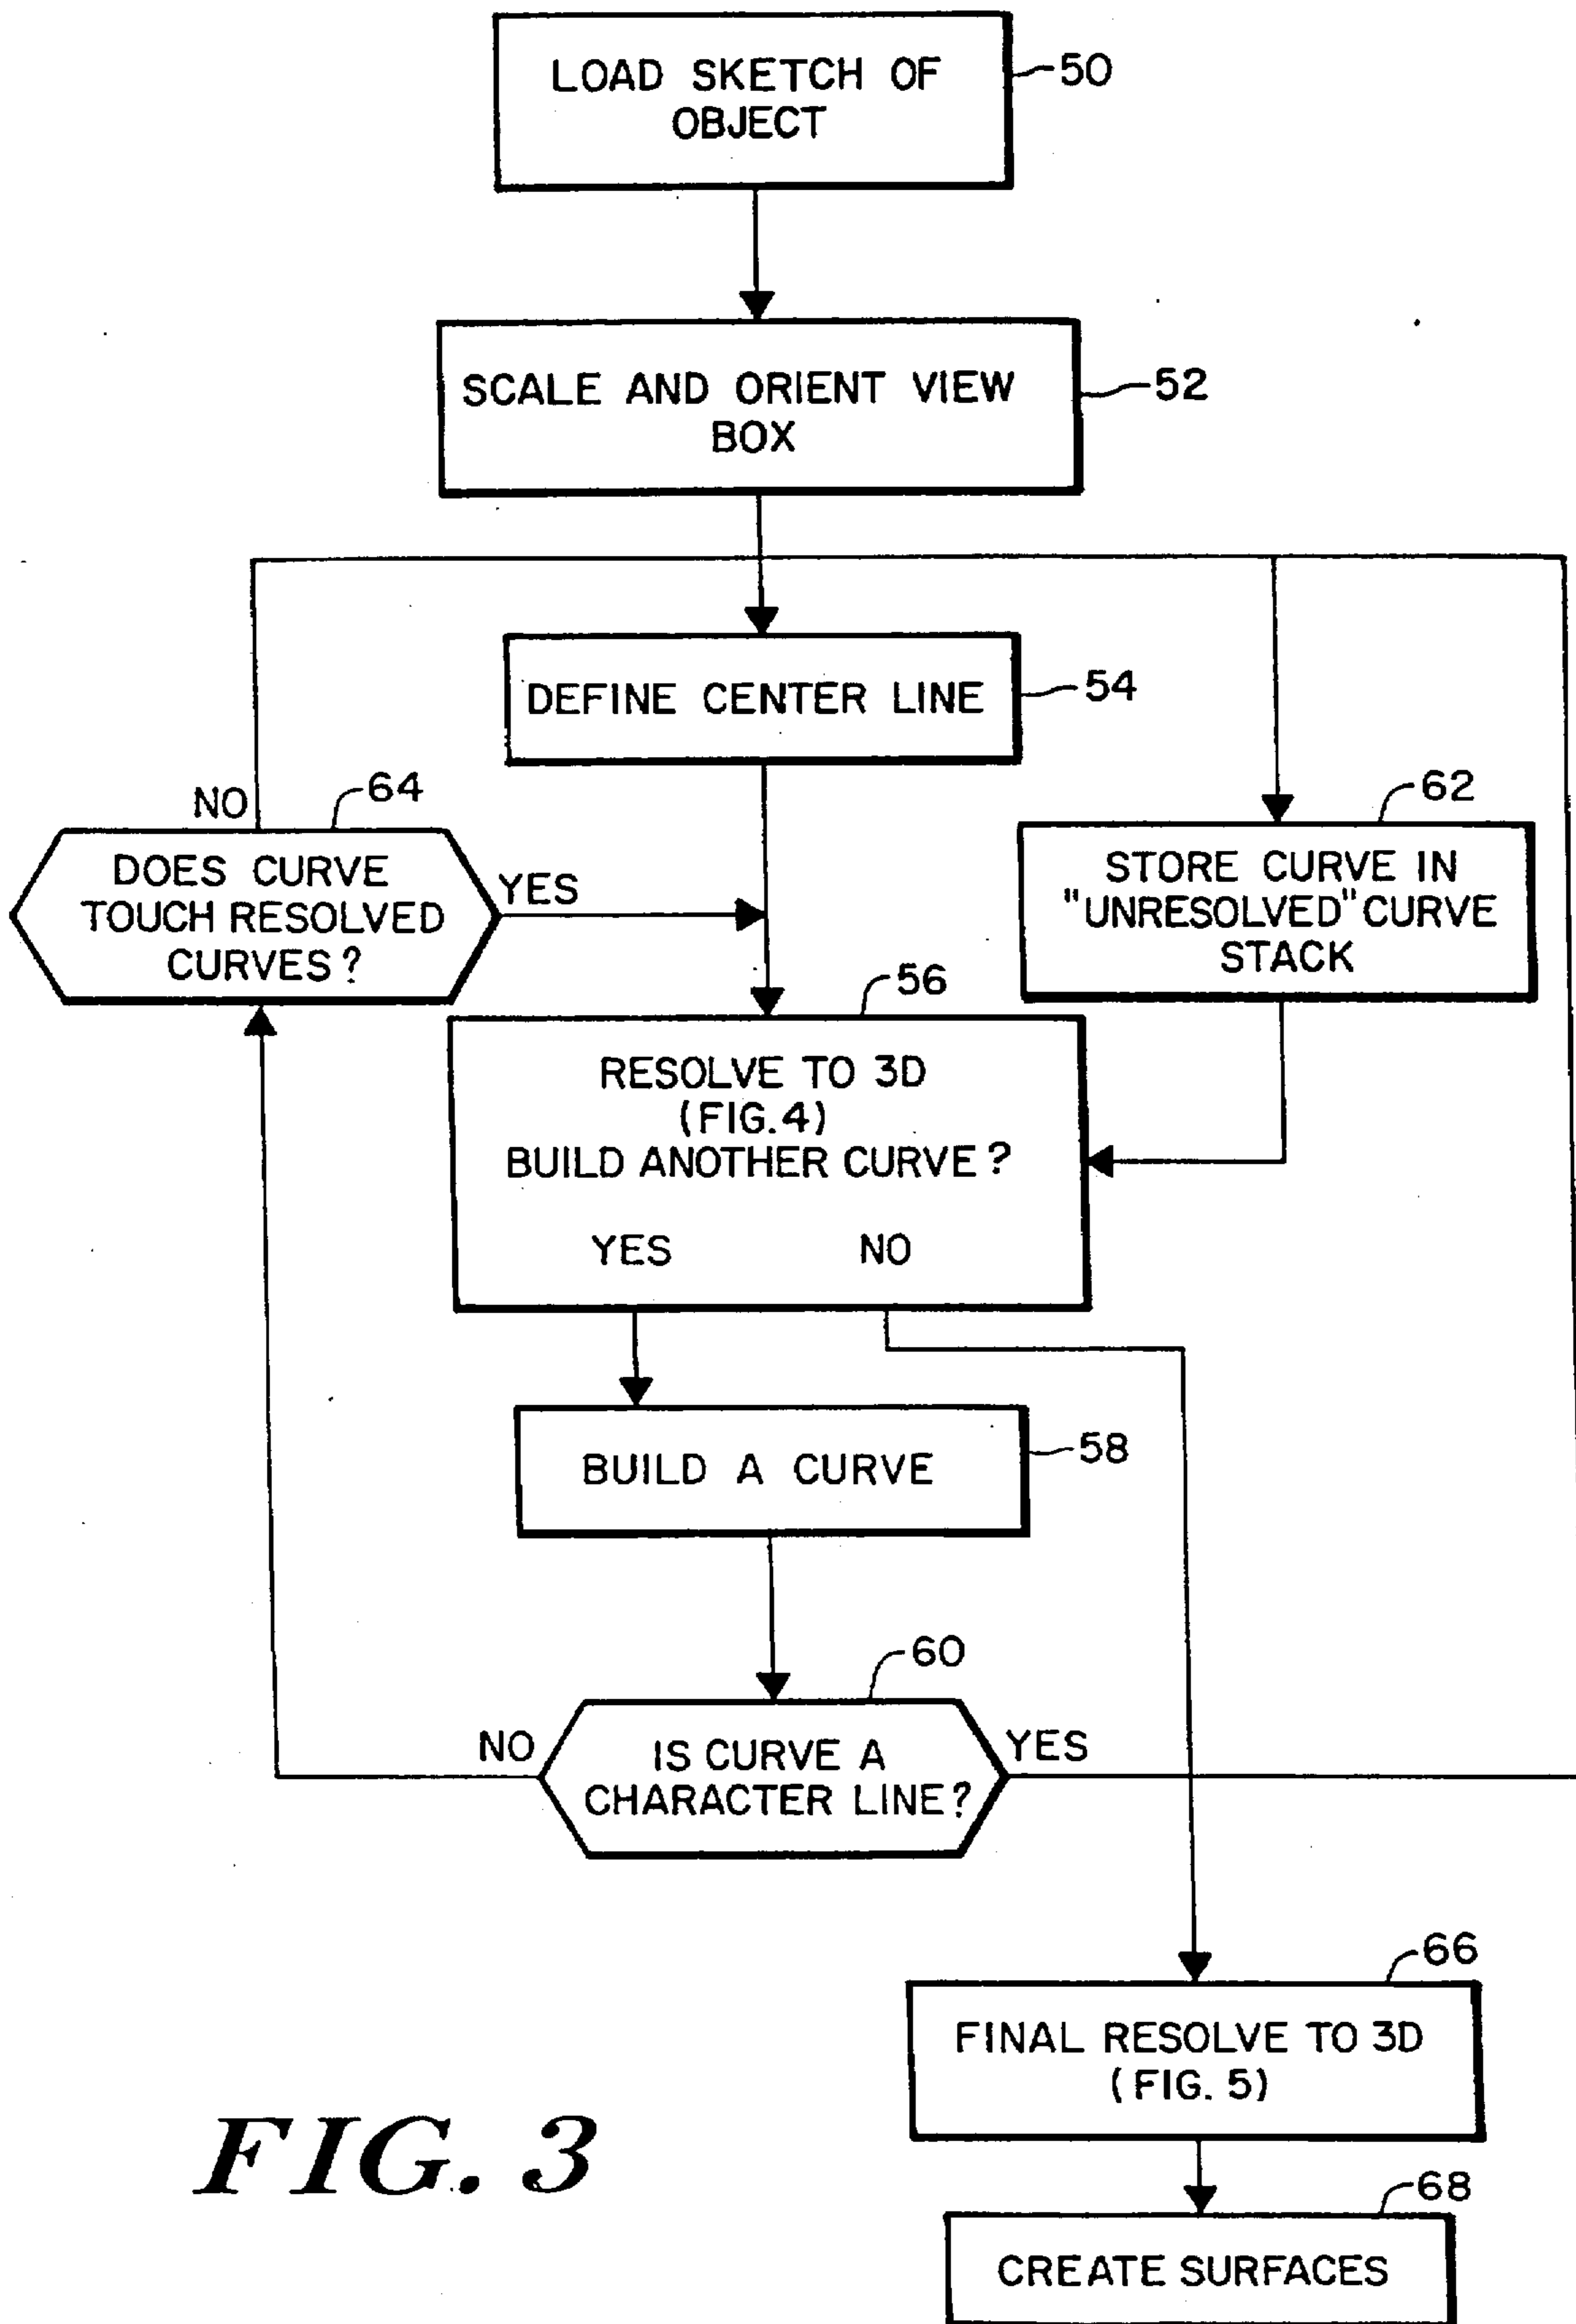 LOAD SKETCH OF
OBJECT
50
SCALE AND ORIENT VIEW
BOX
52
DEFINE CENTER LINE
54
NO
64
DOES CURVE
TOUCH RESOLVED
CURVES?
YES
62
STORE CURVE IN
"UNRESOLVED" CURVE
STACK
56
RESOLVE TO 3D
(FIG. 4)
BUILD ANOTHER CURVE?
YES NO
BUILD A CURVE
58
60
NO
IS CURVE A
CHARACTER LINE?
YES
66
FINAL RESOLVE TO 3D
(FIG. 5)
68
CREATE SURFACES
FIG. 3